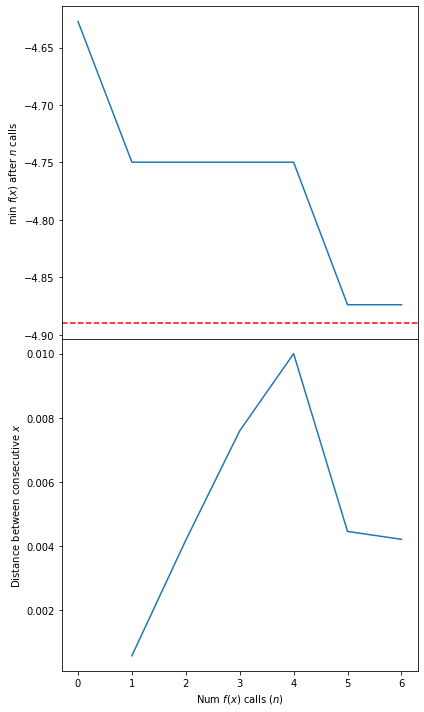 min f(x) after n calls
−4.65
−4.70
−4.75
−4.80
−4.85
−4.90
Distance between consecutive x
0.010
0.008
0.006
0.004
0.002
0 1 2 3 4 5 6
Num f(x) calls (n)